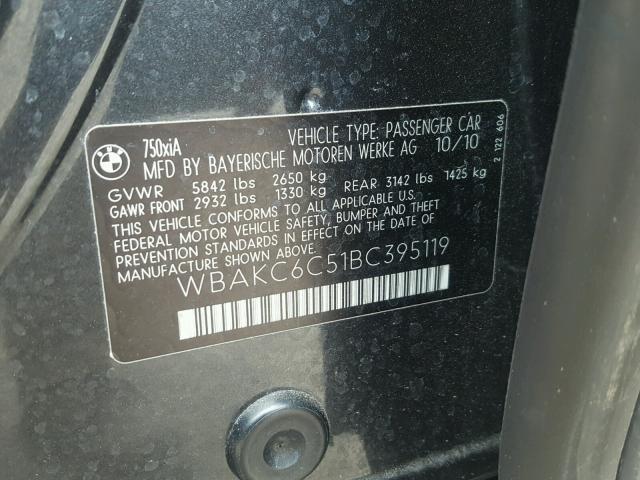 BMW
750xiA VEHICLE TYPE: PASSENGER CAR
MFD BY BAYERISCHE MOTOREN WERKE AG 10/10
GVWR 5842 lbs 2650 kg
GAWR FRONT 2932 lbs 1330 kg REAR 3142 lbs 1425 kg
THIS VEHICLE CONFORMS TO ALL APPLICABLE U.S.
FEDERAL MOTOR VEHICLE SAFETY, BUMPER AND THEFT
PREVENTION STANDARDS IN EFFECT ON THE DATE OF
MANUFACTURE SHOWN ABOVE.
WBAKC6C51BC395119
2 122 606